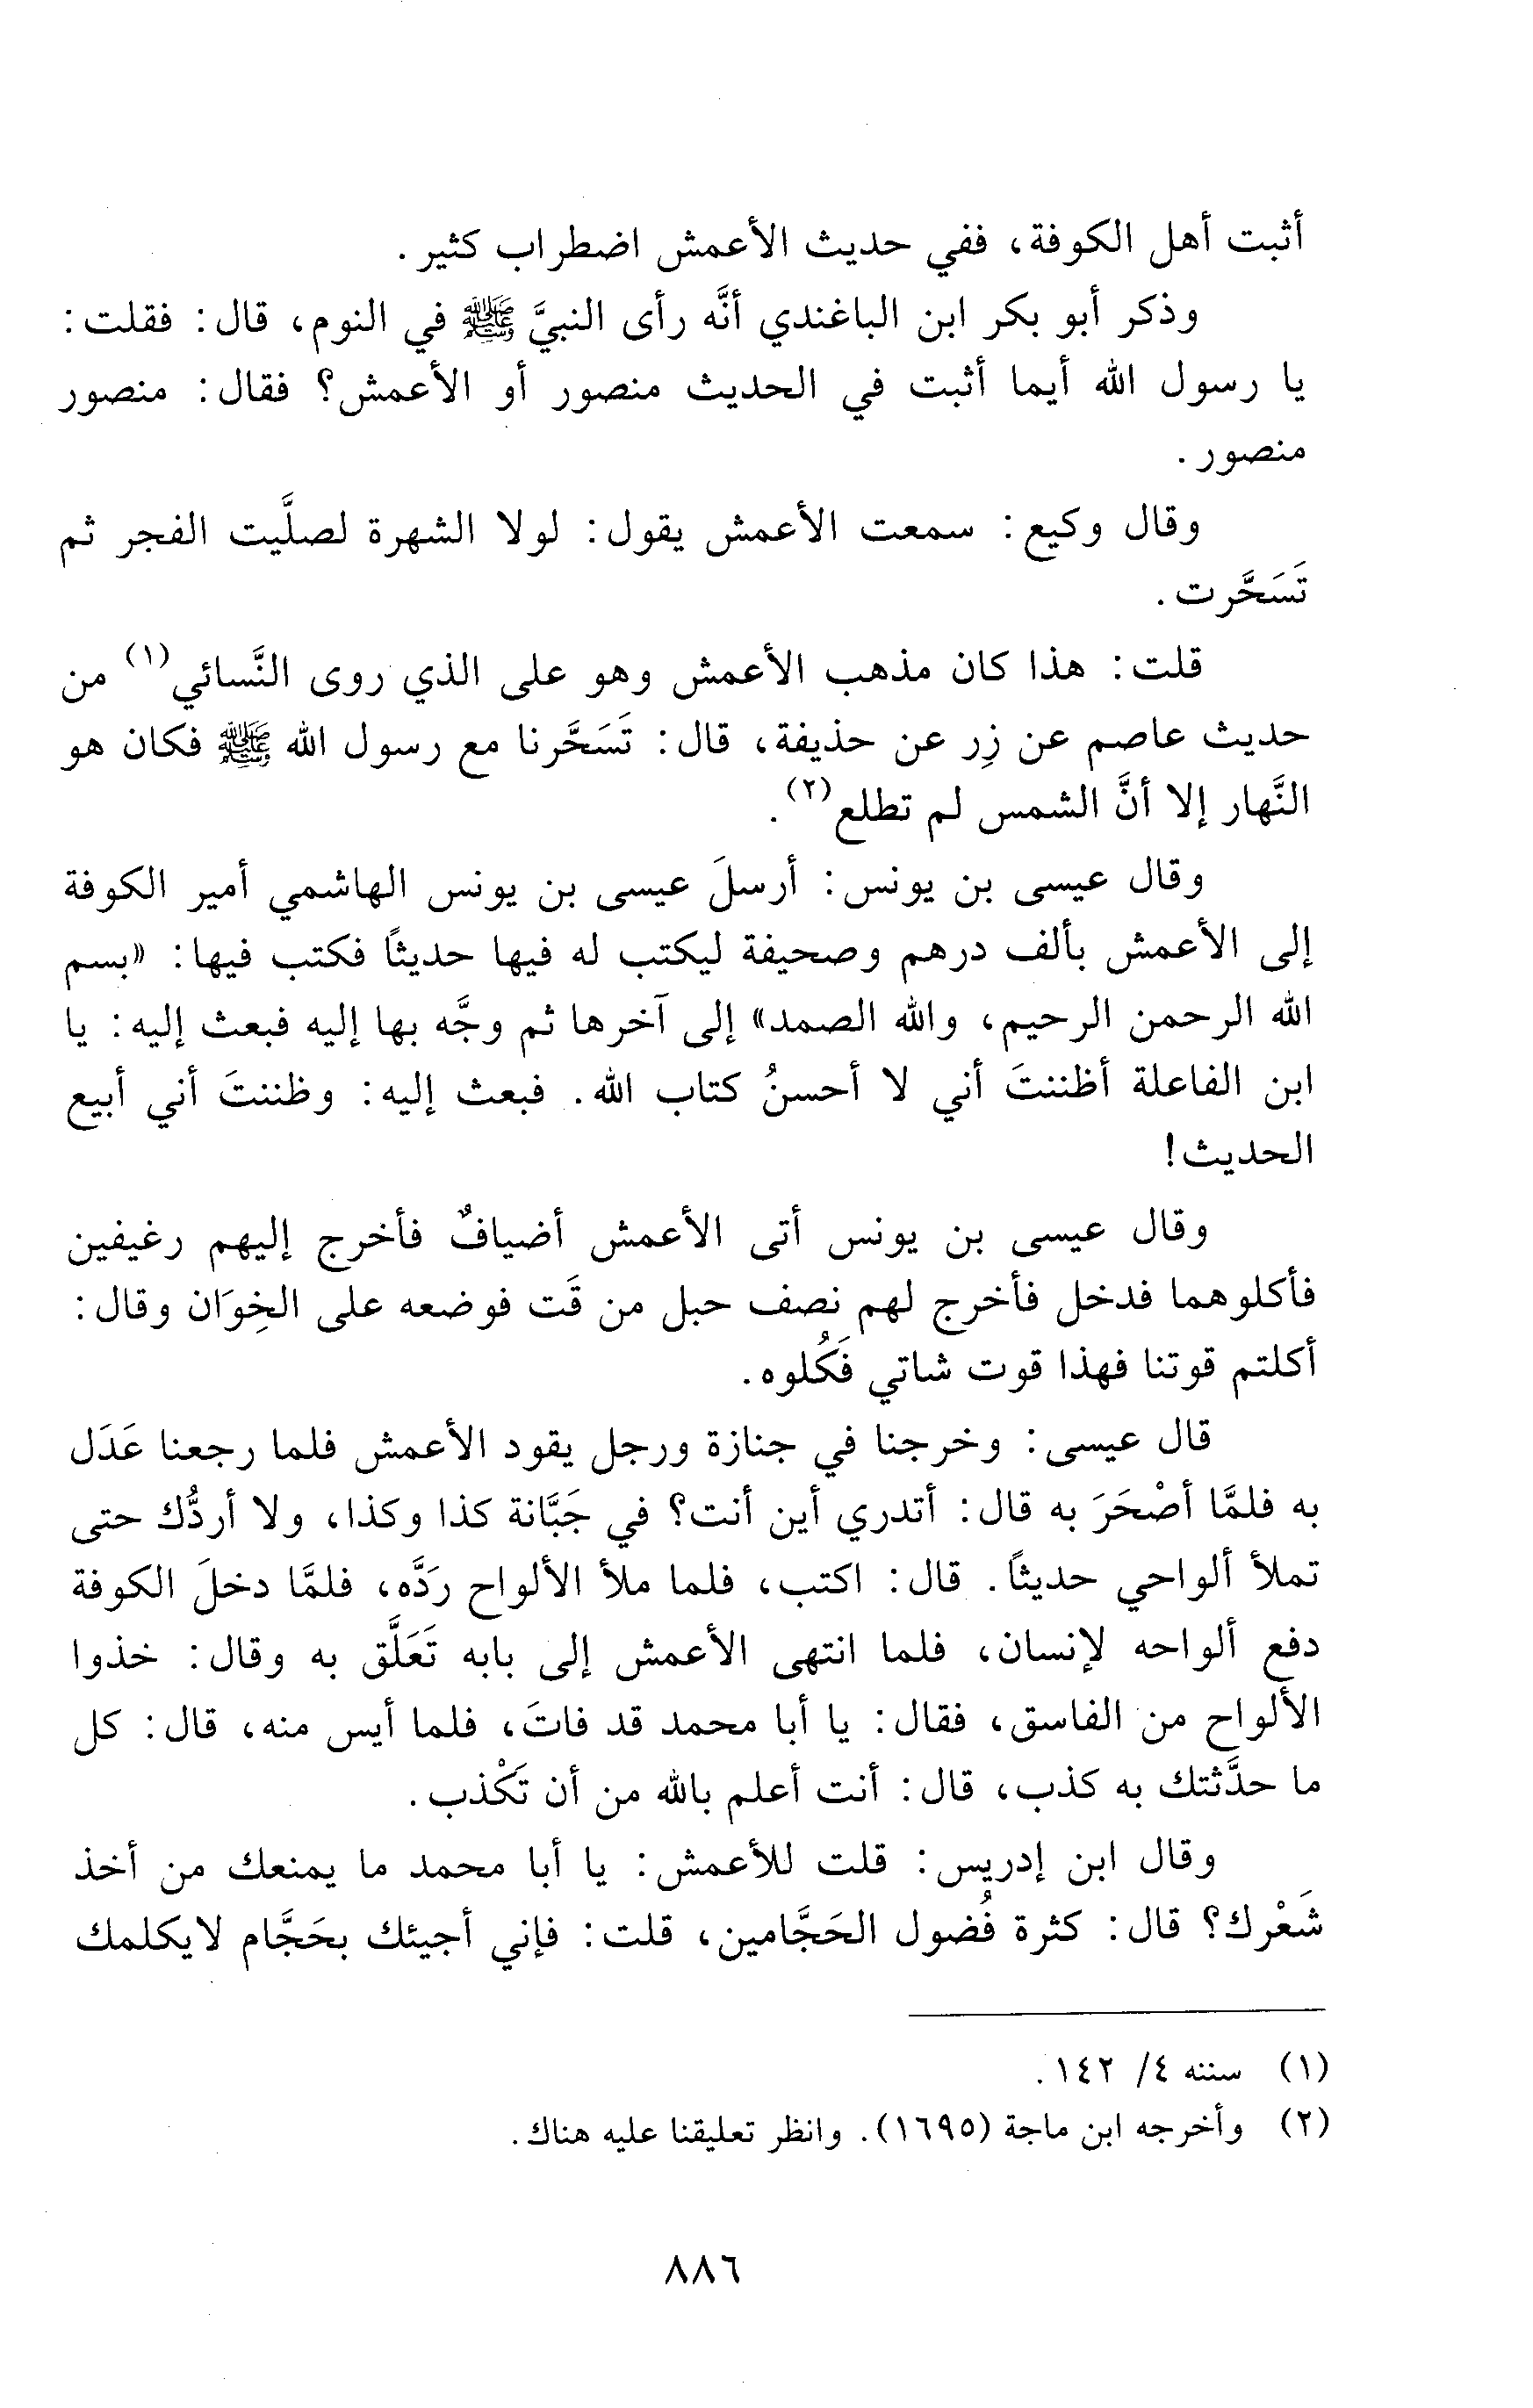 أثبت أهل الكوفة، ففي حديث الأعمش اضطراب كثير.
وذكر أبو بكر ابن الباغندي أنَّه رأى النبيَّ ﷺ في النوم، قال: فقلت:
يا رسول الله أيما أثبت في الحديث منصور أو الأعمش؟ فقال: منصور
منصور.
وقال وكيع: سمعت الأعمش يقول: لولا الشهرة لصلَّيت الفجر ثم
تَسَحَّرت.
قلت: هذا كان مذهب الأعمش وهو على الذي روى النَّسائي(١) من
حديث عاصم عن زِر عن حذيفة، قال: تَسَحَّرنا مع رسول الله ﷺ فكان هو
النَّهار إلا أنَّ الشمس لم تطلع(٢).
وقال عيسى بن يونس: أرسلَ عيسى بن يونس الهاشمي أمير الكوفة
إلى الأعمش بألف درهم وصحيفة ليكتب له فيها حديثاً فكتب فيها: «بسم
الله الرحمن الرحيم، والله الصمد» إلى آخرها ثم وجَّه بها إليه فبعث إليه: يا
ابن الفاعلة أظننتَ أني لا أحسنُ كتاب الله. فبعث إليه: وظننتَ أني أبيع
الحديث!
وقال عيسى بن يونس أتى الأعمش أضيافٌ فأخرج إليهم رغيفين
فأكلوهما فدخل فأخرج لهم نصف حبل من قَت فوضعه على الخِوَان وقال:
أكلتم قوتنا فهذا قوت شاتي فَكُلوه.
قال عيسى: وخرجنا في جنازة ورجل يقود الأعمش فلما رجعنا عَدَل
به فلمَّا أصْحَرَ به قال: أتدري أين أنت؟ في جَبَّانة كذا وكذا، ولا أردُّك حتى
تملأ ألواحي حديثاً. قال: اكتب، فلما ملأ الألواح رَدَّه، فلمَّا دخلَ الكوفة
دفع ألواحه لإنسان، فلما انتهى الأعمش إلى بابه تَعَلَّق به وقال: خذوا
الألواح من الفاسق، فقال: يا أبا محمد قد فاتَ، فلما أيس منه، قال: كل
ما حدَّثتك به كذب، قال: أنت أعلم بالله من أن تَكْذب.
وقال ابن إدريس: قلت للأعمش: يا أبا محمد ما يمنعك من أخذ
شَعْرك؟ قال: كثرة فُضول الحَجَّامين، قلت: فإني أجيئك بحَجَّام لايكلمك
(١) سننه ٤/ ١٤٢.
(٢) وأخرجه ابن ماجة (١٦٩٥). وانظر تعليقنا عليه هناك.
٨٨٦